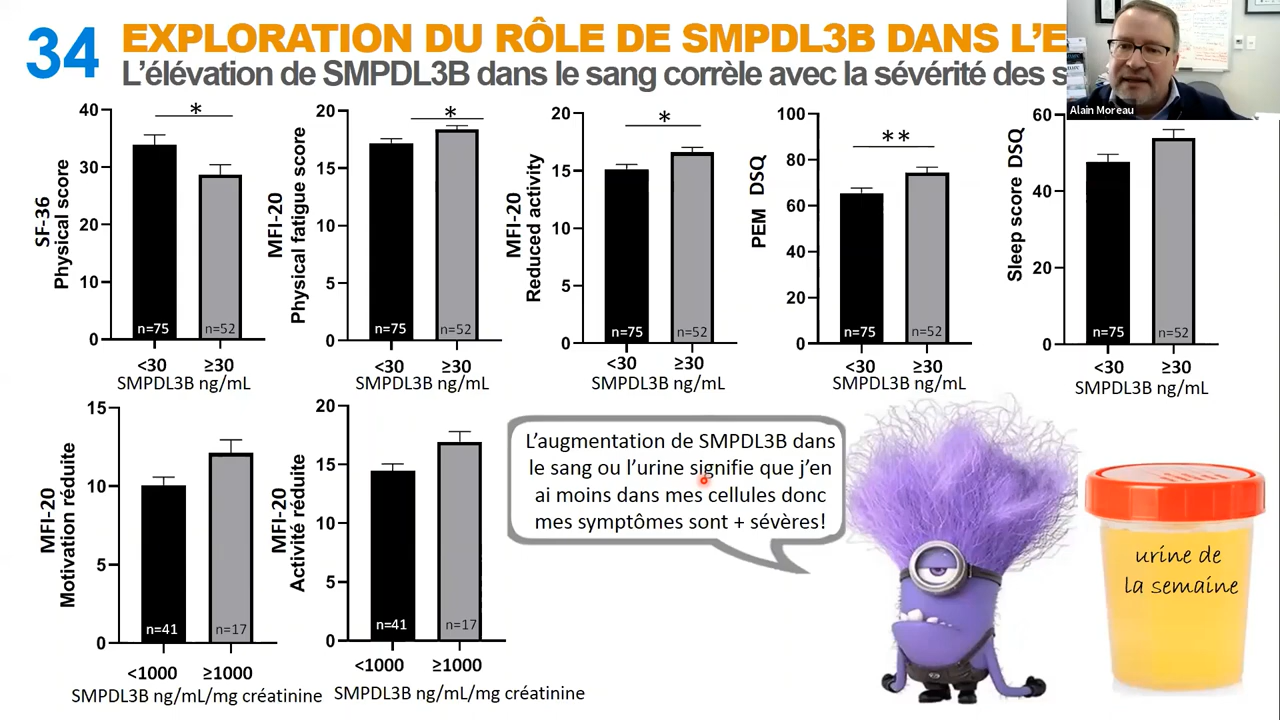 34
EXPLORATION DU RÔLE DE SMPDL3B DANS L'E
L'élévation de SMPDL3B dans le sang corrèle avec la sévérité des s
Alain Moreau
SF-36
Physical score
40
30
20
10
0
*
n=75
n=52
<30
≥30
SMPDL3B ng/mL
MFI-20
Physical fatigue score
20
15
10
5
0
*
n=75
n=52
<30
≥30
SMPDL3B ng/mL
MFI-20
Reduced activity
20
15
10
5
0
*
n=75
n=52
<30
≥30
SMPDL3B ng/mL
PEM DSQ
100
80
60
40
20
0
**
n=75
n=52
<30
≥30
SMPDL3B ng/mL
Sleep score DSQ
60
40
20
0
n=75
n=52
<30
≥30
SMPDL3B ng/mL
MFI-20
Motivation réduite
15
10
5
0
n=41
n=17
<1000
≥1000
SMPDL3B ng/mL/mg créatinine
MFI-20
Activité réduite
20
15
10
5
0
n=41
n=17
<1000
≥1000
SMPDL3B ng/mL/mg créatinine
L'augmentation de SMPDL3B dans
le sang ou l'urine signifie que j'en
ai moins dans mes cellules donc
mes symptômes sont + sévères!
urine de
la semaine